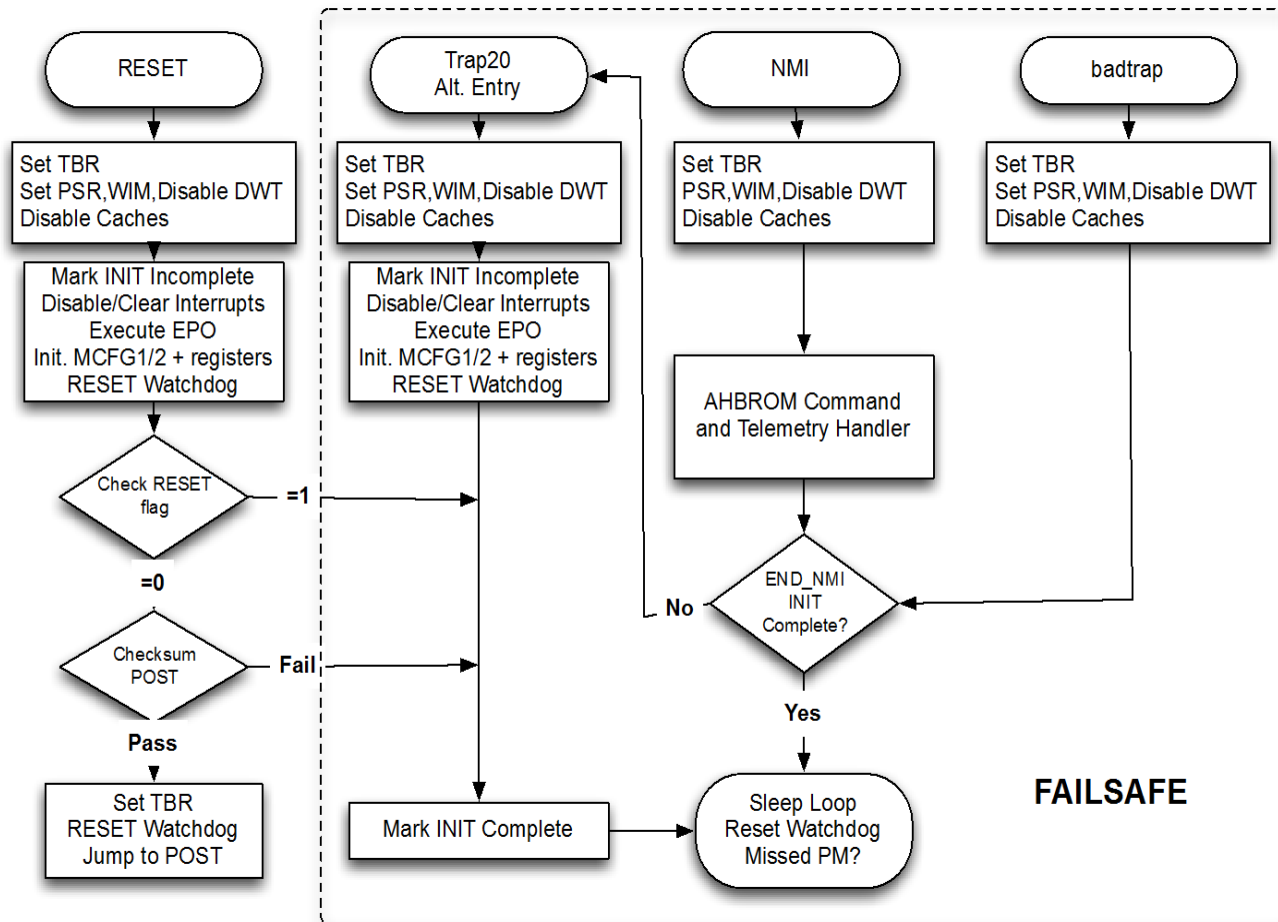 RESET
Set TBR
Set PSR,WIM,Disable DWT
Disable Caches
Mark INIT Incomplete
Disable/Clear Interrupts
Execute EPO
Init. MCFG1/2 + registers
RESET Watchdog
Check RESET
flag
=1
=0
Checksum
POST
Fail
Pass
Set TBR
RESET Watchdog
Jump to POST
Trap20
Alt. Entry
Set TBR
Set PSR,WIM,Disable DWT
Disable Caches
Mark INIT Incomplete
Disable/Clear Interrupts
Execute EPO
Init. MCFG1/2 + registers
RESET Watchdog
Mark INIT Complete
NMI
Set TBR
PSR,WIM,Disable DWT
Disable Caches
AHBROM Command
and Telemetry Handler
END_NMI
INIT
Complete?
No
Yes
Sleep Loop
Reset Watchdog
Missed PM?
badtrap
Set TBR
Set PSR,WIM,Disable DWT
Disable Caches
FAILSAFE